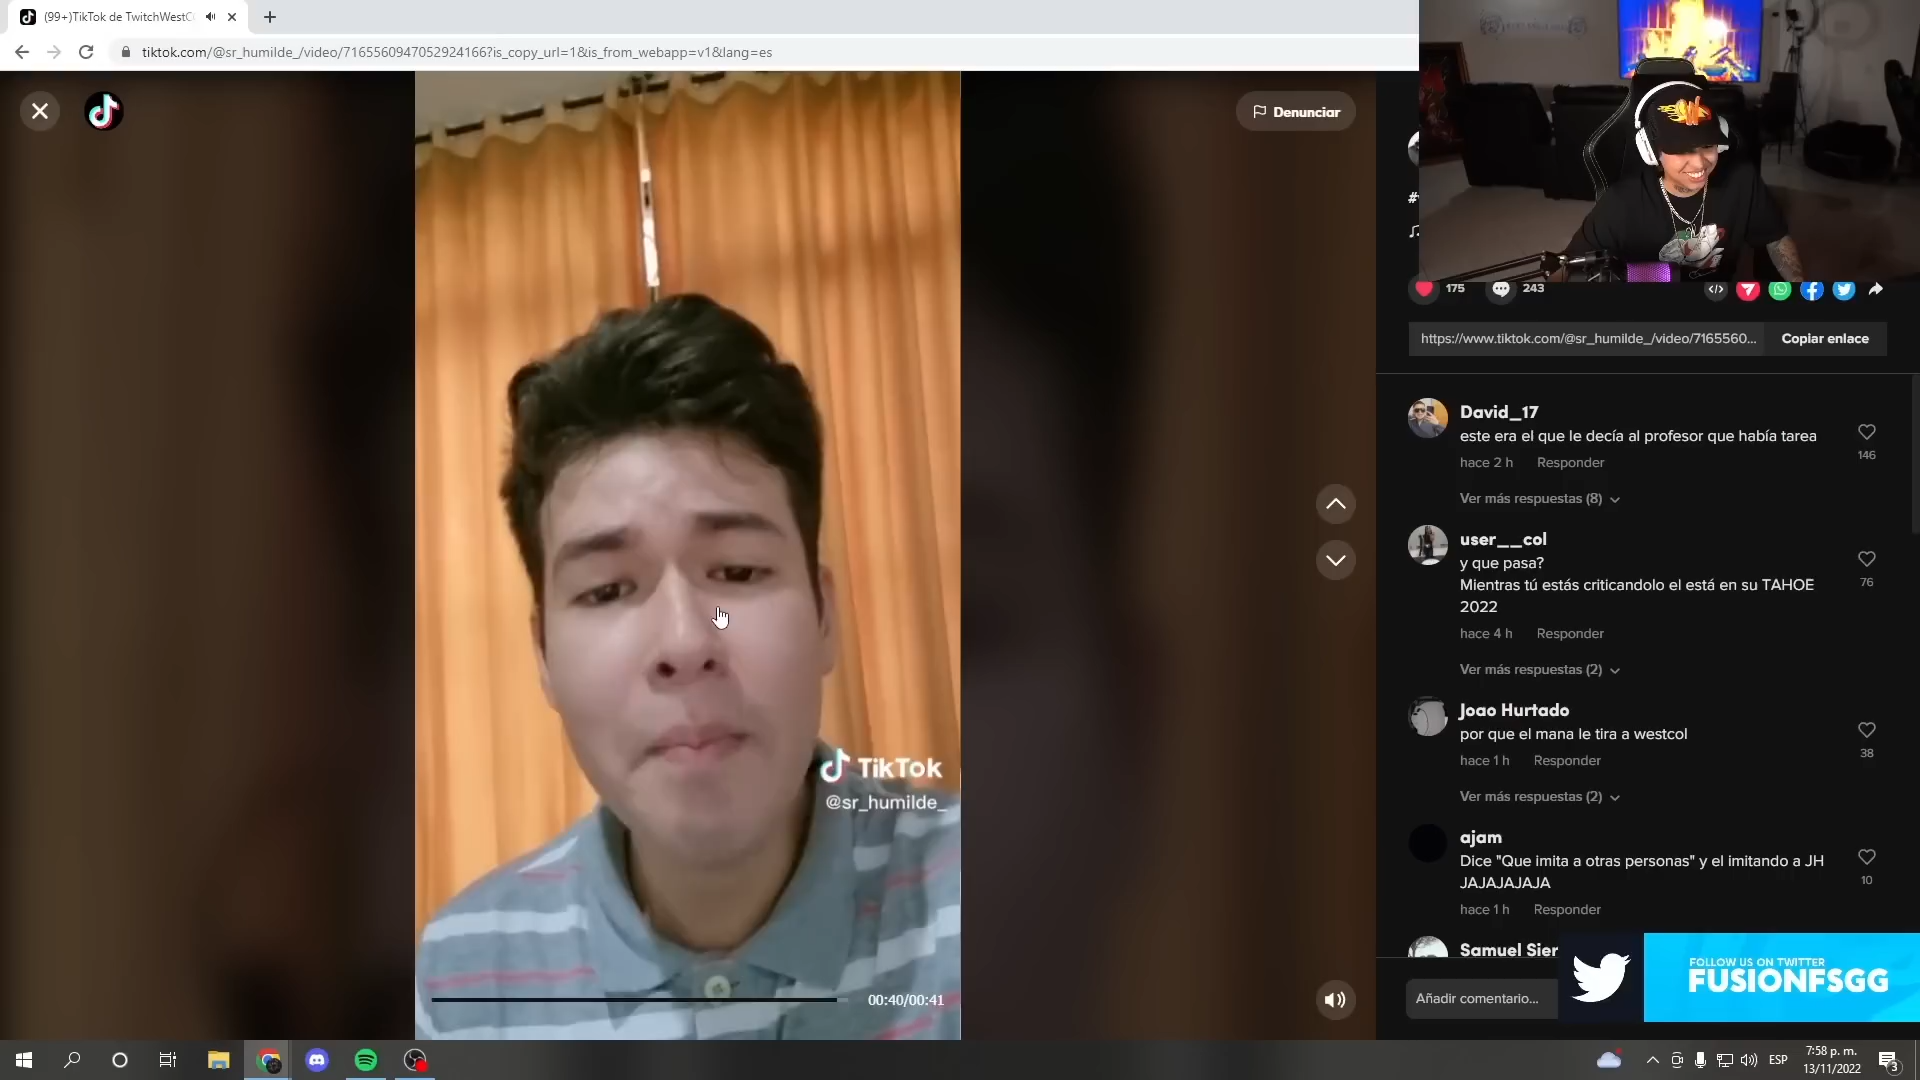 (99+)TikTok de TwitchWestC
tiktok.com/@sr_humilde_/video/7165560947052924166?is_copy_url=1&is_from_webapp=v1&lang=es
Denunciar
#
175
243
https://www.tiktok.com/@sr_humilde_/video/7165560...
Copiar enlace
David_17
este era el que le decía al profesor que había tarea
146
hace 2 h Responder
Ver más respuestas (8)
user__col
y que pasa?
Mientras tú estás criticandolo el está en su TAHOE
2022
76
hace 4 h Responder
Ver más respuestas (2)
Joao Hurtado
por que el mana le tira a westcol
38
hace 1 h Responder
Ver más respuestas (2)
ajam
Dice "Que imita a otras personas" y el imitando a JH
JAJAJAJAJA
10
hace 1 h Responder
Samuel Sier
Añadir comentario...
FOLLOW US ON TWITTER
FUSIONFSGG
TikTok
@sr_humilde_
00:40/00:41
ESP
7:58 p. m.
13/11/2022
3